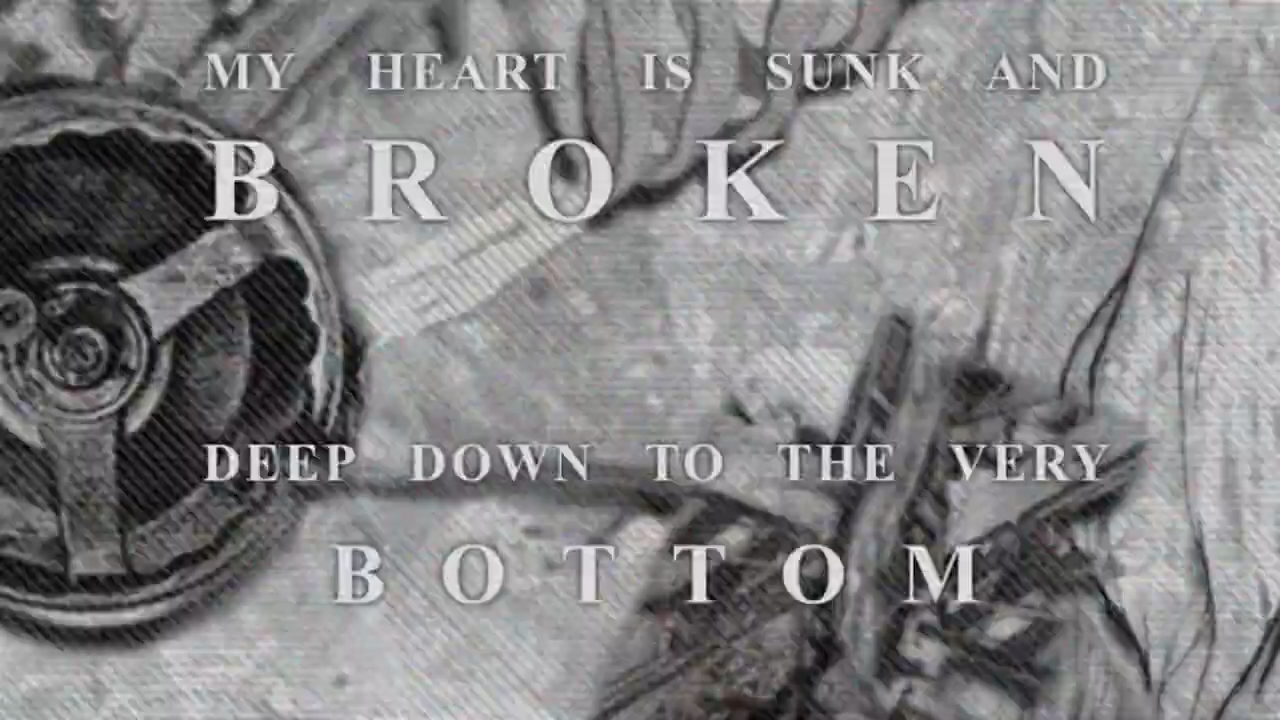 MY HEART IS SUNK AND
BROKEN
DEEP DOWN TO THE VERY
BOTTOM